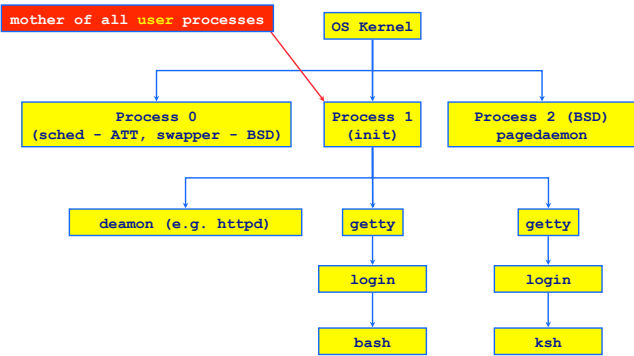 mother of all user processes
OS Kernel
Process 0
(sched - ATT, swapper - BSD)
Process 1
(init)
Process 2 (BSD)
pagedaemon
deamon (e.g. httpd)
getty
getty
login
login
bash
ksh